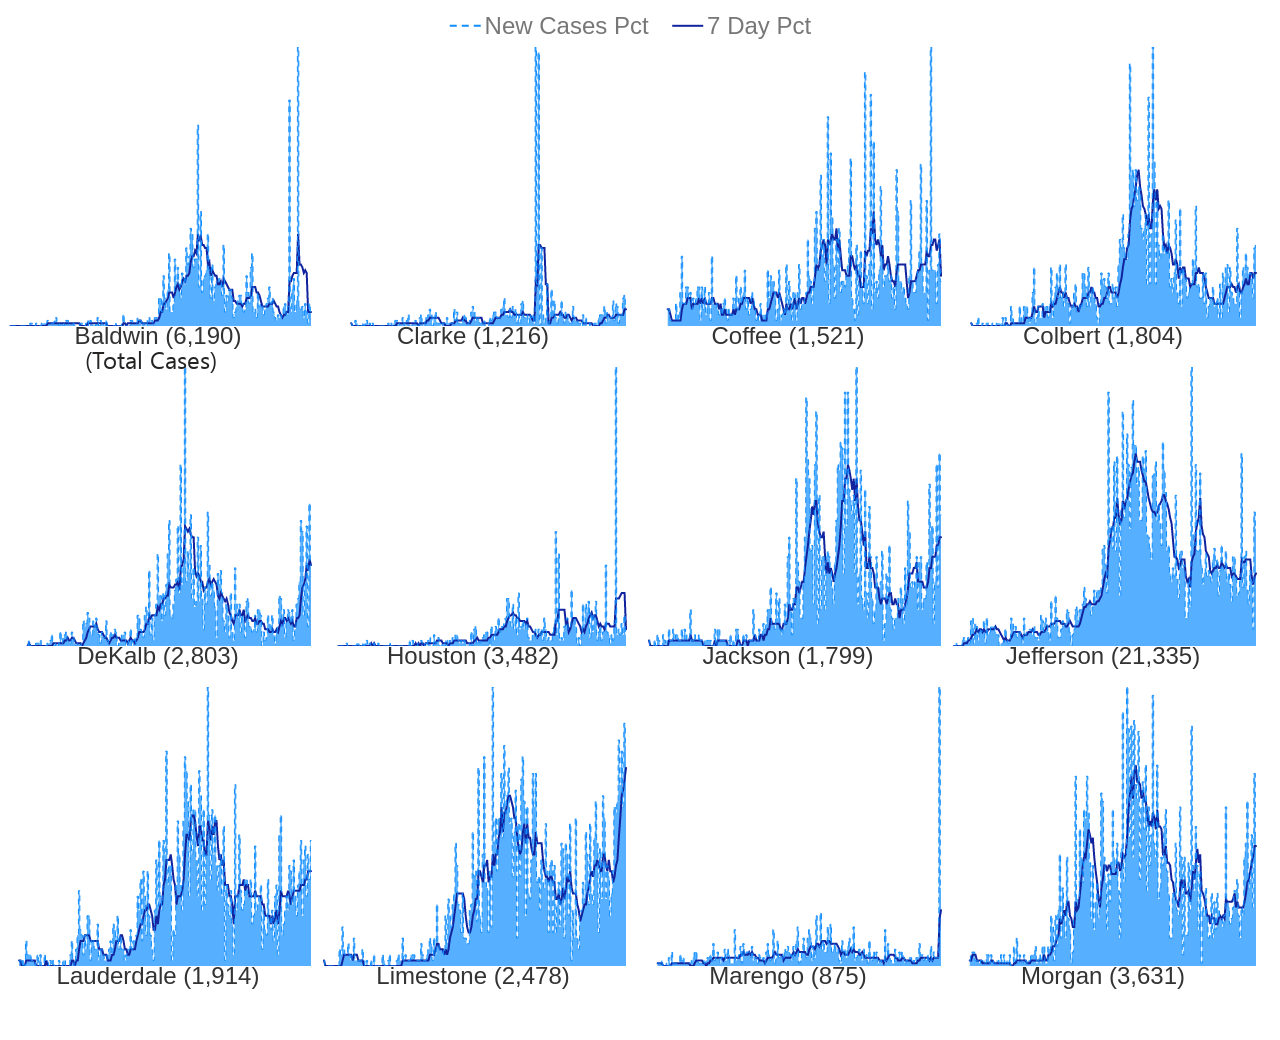 New Cases Pct 7 Day Pct
Baldwin (6,190) Clarke (1,216) Coffee (1,521) Colbert (1,804)
(Total Cases)
DeKalb (2,803) Houston (3,482) Jackson (1,799) Jefferson (21,335)
Lauderdale (1,914) Limestone (2,478) Marengo (875) Morgan (3,631)